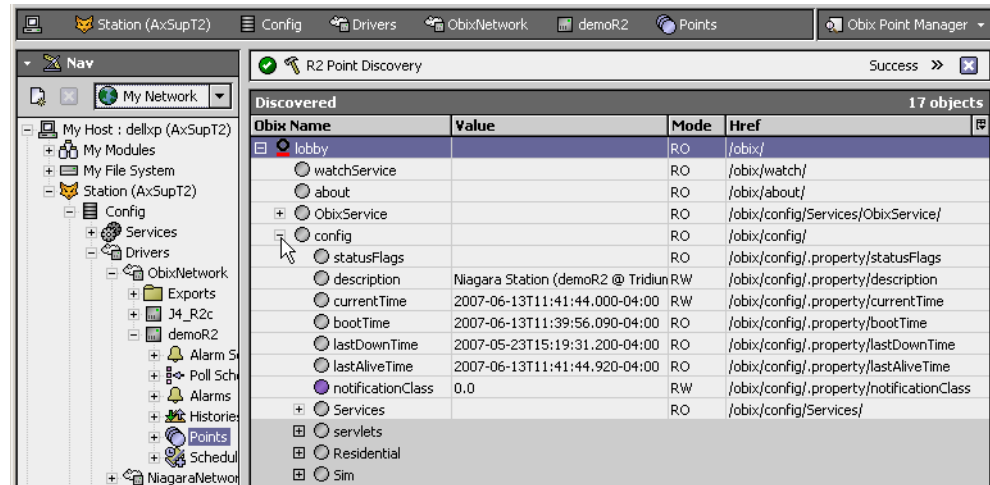 Station (AxSupT2) Config Drivers ObixNetwork demoR2 Points Obix Point Manager
Nav
My Network
My Host : dellxp (AxSupT2)
My Modules
My File System
Station (AxSupT2)
Config
Services
Drivers
ObixNetwork
Exports
J4_R2c
demoR2
Alarm S
Poll Sch
Alarms
Histories
Points
Schedul
NiagaraNetwor
R2 Point Discovery Success »
Discovered 17 objects
Obix Name Value Mode Href
lobby RO /obix/
watchService RO /obix/watch/
about RO /obix/about/
ObixService RO /obix/config/Services/ObixService/
config RO /obix/config/
statusFlags RO /obix/config/.property/statusFlags
description Niagara Station (demoR2 @ Tridiun RW /obix/config/.property/description
currentTime 2007-06-13T11:41:44.000-04:00 RO /obix/config/.property/currentTime
bootTime 2007-06-13T11:39:56.090-04:00 RO /obix/config/.property/bootTime
lastDownTime 2007-05-23T15:19:31.200-04:00 RO /obix/config/.property/lastDownTime
lastAliveTime 2007-06-13T11:41:44.920-04:00 RO /obix/config/.property/lastAliveTime
notificationClass 0.0 RW /obix/config/.property/notificationClass
Services RO /obix/config/Services/
servlets
Residential
Sim